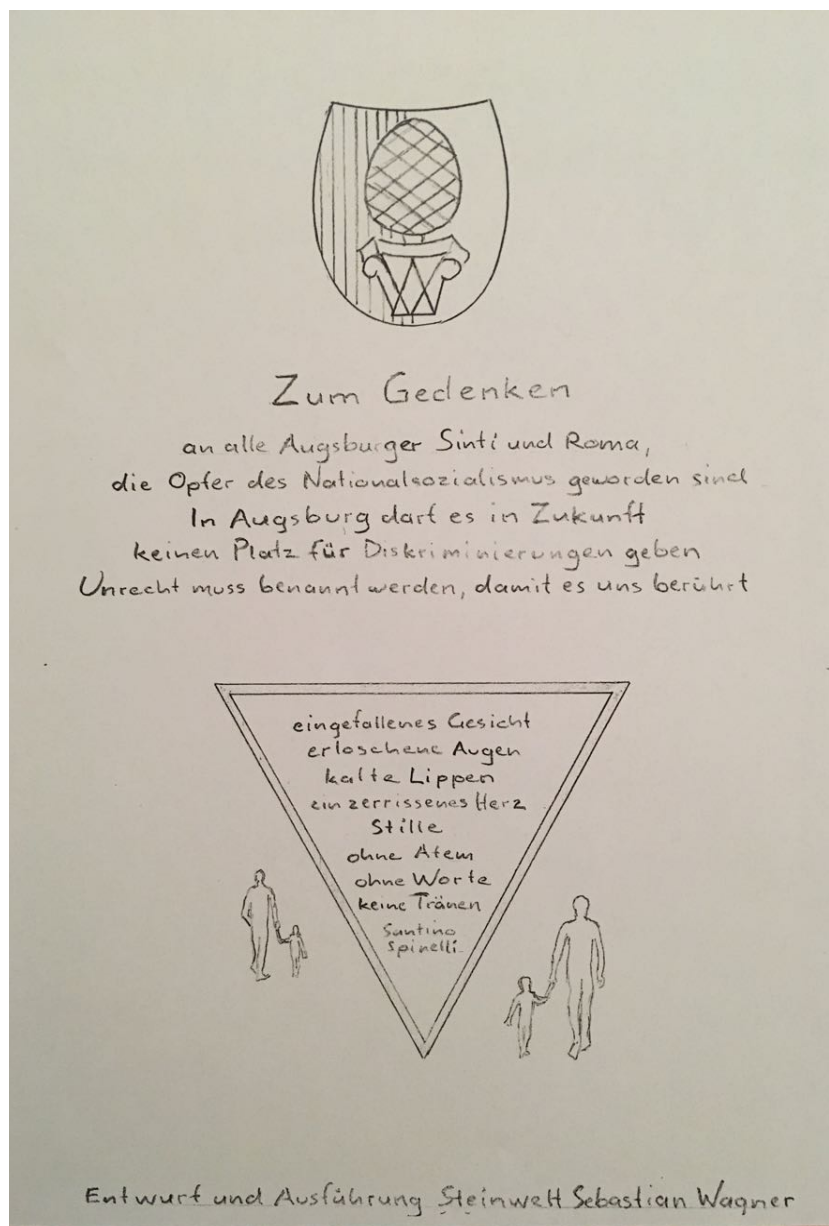 Zum Gedenken
an alle Augsburger Sinti und Roma,
die Opfer des Nationalsozialismus geworden sind
In Augsburg darf es in Zukunft
keinen Platz für Diskriminierungen geben
Unrecht muss benannt werden, damit es uns berührt
eingefallenes Gesicht
erloschene Augen
kalte Lippen
ein zerrissenes Herz
Stille
ohne Atem
ohne Worte
keine Tränen
Santino
Spinelli
Entwurf und Ausführung Steinwelt Sebastian Wagner